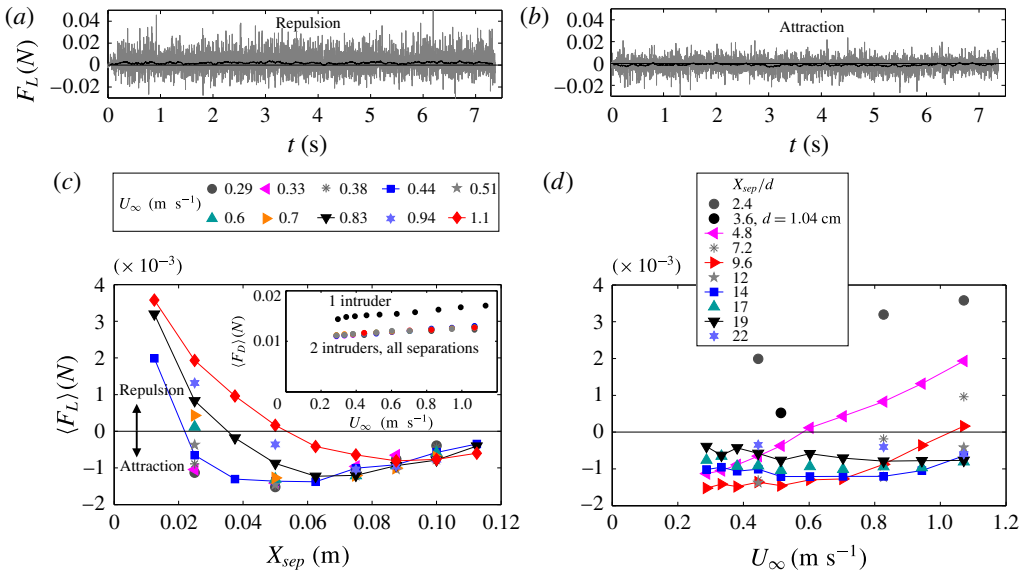 (a)
Repulsion
F_L (N)
0.04
0.02
0
−0.02
0 1 2 3 4 5 6 7
t (s)
(b)
Attraction
0.04
0.02
0
−0.02
0 1 2 3 4 5 6 7
t (s)
(c)
U_∞ (m s⁻¹)
0.29 0.33 0.38 0.44 0.51
0.6 0.7 0.83 0.94 1.1
(× 10⁻³)
⟨F_L⟩(N)
4
3
2
1
0
−1
−2
Repulsion
Attraction
0 0.02 0.04 0.06 0.08 0.10 0.12
X_sep (m)
⟨F_D⟩(N)
0.02
0.01
1 intruder
2 intruders, all separations
0.2 0.4 0.6 0.8 1.0
U_∞ (m s⁻¹)
(d)
X_sep/d
2.4
3.6, d = 1.04 cm
4.8
7.2
9.6
12
14
17
19
22
(× 10⁻³)
4
3
2
1
0
−1
−2
0 0.2 0.4 0.6 0.8 1.0 1.2
U_∞ (m s⁻¹)